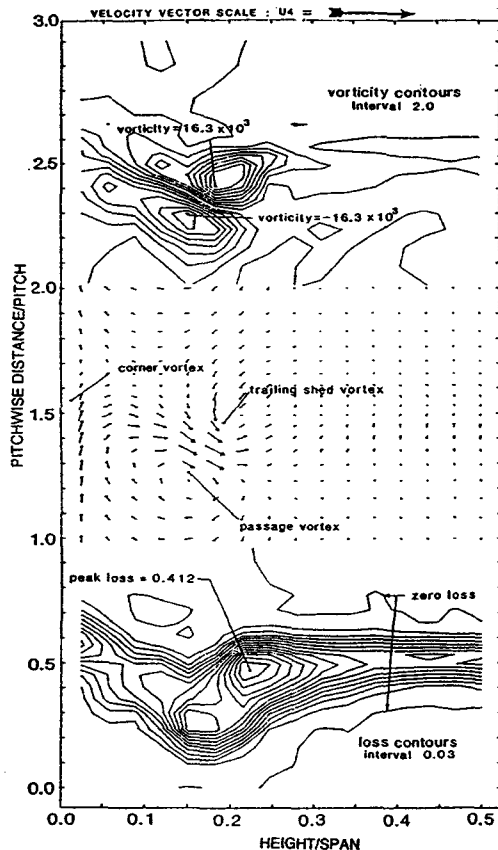 VELOCITY VECTOR SCALE : U4 =
3.0
vorticity contours
Interval 2.0
vorticity=16.3 x 10³
2.5
vorticity=-16.3 x 10³
2.0
corner vortex
trailing shed vortex
1.5
PITCHWISE DISTANCE/PITCH
passage vortex
1.0
peak loss = 0.412
zero loss
0.5
loss contours
interval 0.03
0.0
0.0 0.1 0.2 0.3 0.4 0.5
HEIGHT/SPAN